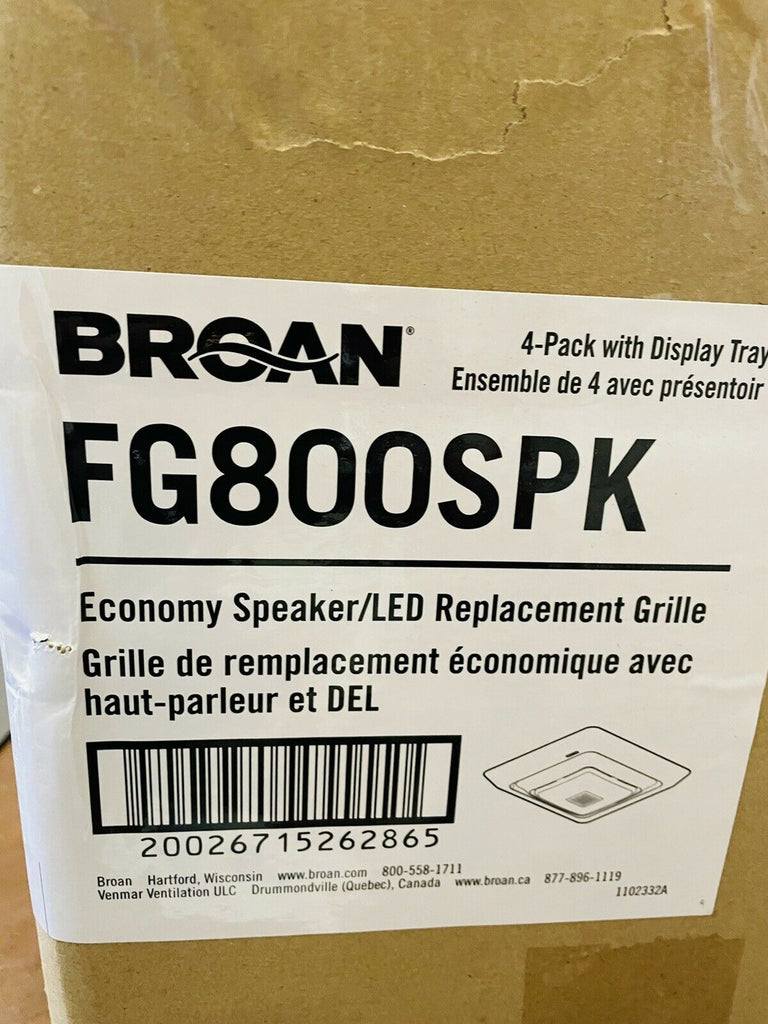 BROAN®
4-Pack with Display Tray
Ensemble de 4 avec présentoir
FG800SPK
Economy Speaker/LED Replacement Grille
Grille de remplacement économique avec
haut-parleur et DEL
20026715262865
Broan Hartford, Wisconsin www.broan.com 800-558-1711
Venmar Ventilation ULC Drummondville (Quebec), Canada www.broan.ca 877-896-1119
1102332A